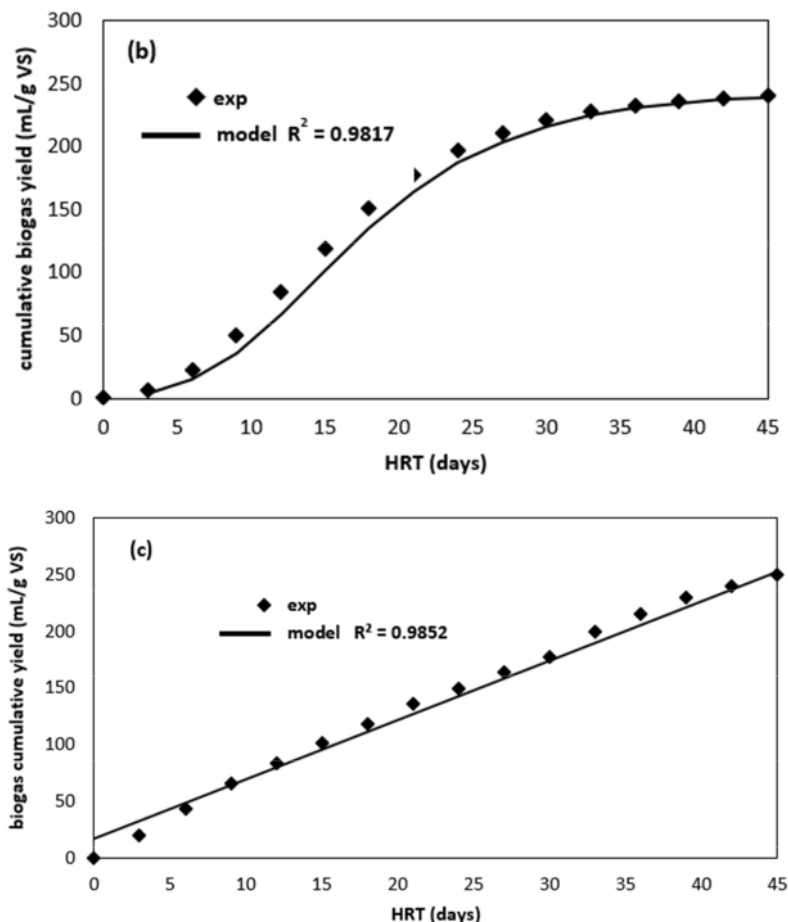 300
(b)
250
exp
model R² = 0.9817
200
150
100
50
0
cumulative biogas yield (mL/g VS)
0 5 10 15 20 25 30 35 40 45
HRT (days)
300
(c)
250
exp
model R² = 0.9852
200
150
100
50
0
biogas cumulative yield (mL/g VS)
0 5 10 15 20 25 30 35 40 45
HRT (days)